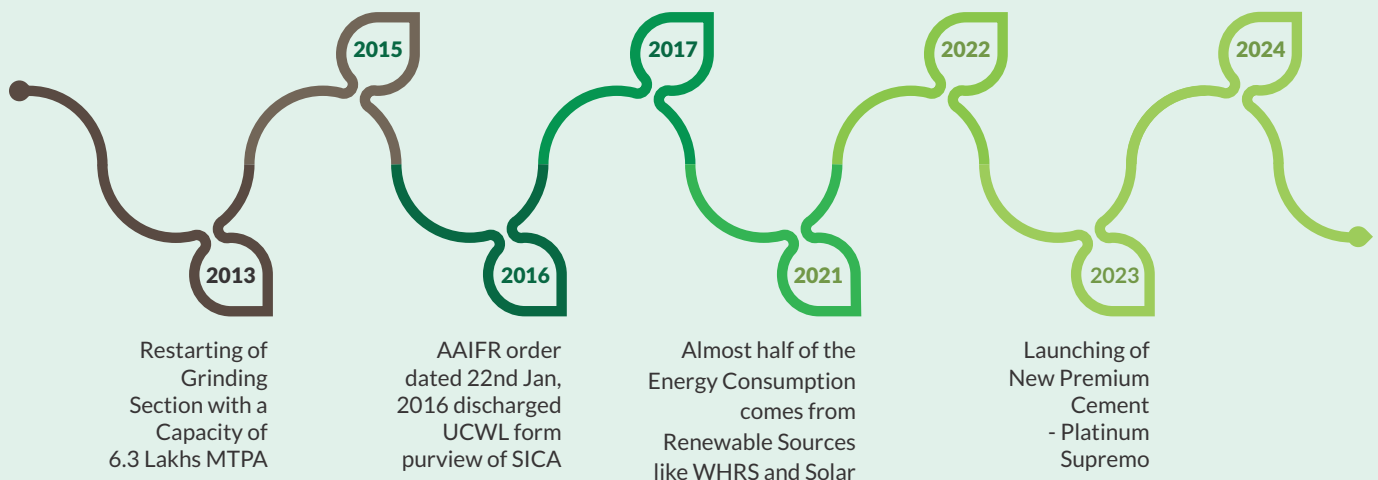 2015
2017
2022
2024
2013
2016
2021
2023
Restarting of
Grinding
Section with a
Capacity of
6.3 Lakhs MTPA
AAIFR order
dated 22nd Jan,
2016 discharged
UCWL form
purview of SICA
Almost half of the
Energy Consumption
comes from
Renewable Sources
like WHRS and Solar
Launching of
New Premium
Cement
- Platinum
Supremo